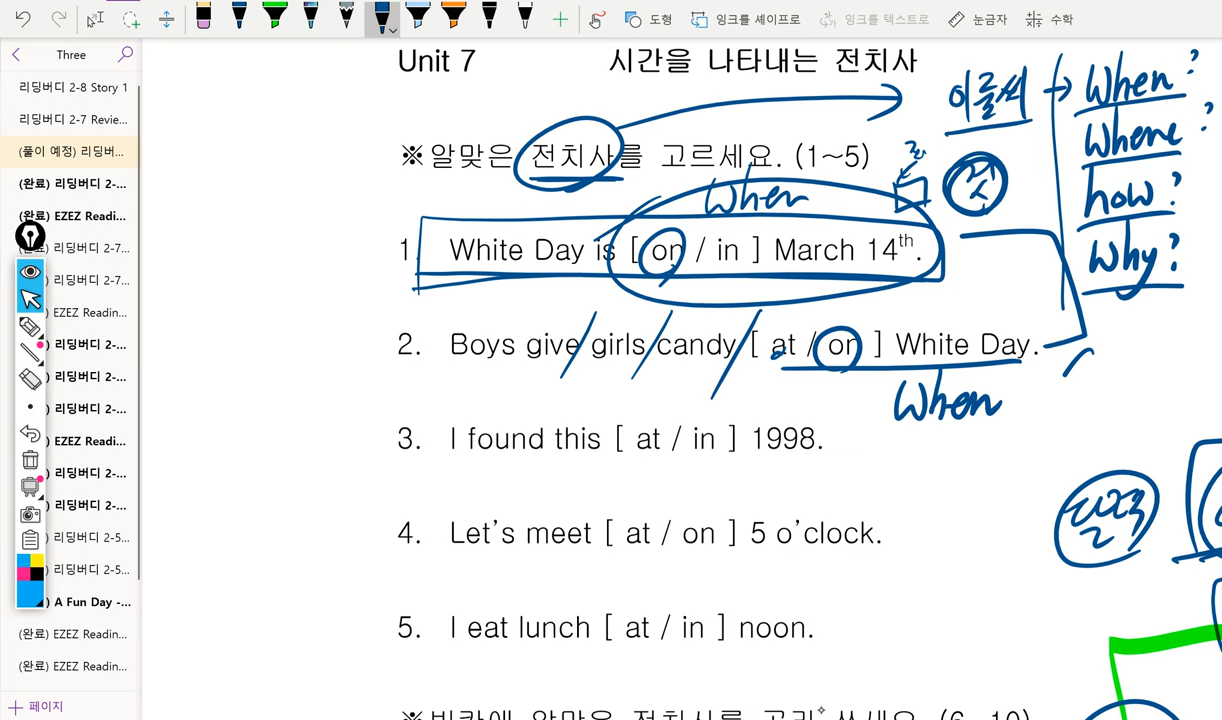 도형
잉크를 셰이프로
잉크를 텍스트로
눈금자
수학
Three
리딩버디 2-8 Story 1
리딩버디 2-7 Revie...
(풀이 예정) 리딩버...
(완료) 리딩버디 2-...
(완료) EZEZ Readi...
) 리딩버디 2-7...
) 리딩버디 2-7...
) EZEZ Readin...
) 리딩버디 2-...
) 리딩버디 2-...
) 리딩버디 2-...
) EZEZ Readi...
) 리딩버디 2-...
) 리딩버디 2-...
) 리딩버디 2-5...
) 리딩버디 2-5...
) A Fun Day -...
(완료) EZEZ Readin...
(완료) EZEZ Readin...
페이지
Unit 7 시간을 나타내는 전치사
※알맞은 전치사를 고르세요. (1~5)
when
1. White Day is [ on / in ] March 14th.
2. Boys give girls candy [ at / on ] White Day.
When
3. I found this [ at / in ] 1998.
4. Let's meet [ at / on ] 5 o'clock.
5. I eat lunch [ at / in ] noon.
When?
Where?
how?
Why?